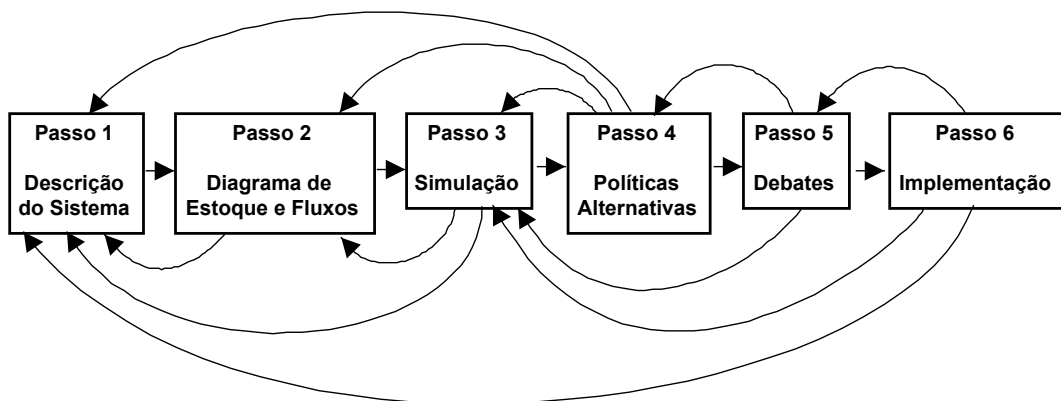 Passo 1
Descrição
do Sistema
Passo 2
Diagrama de
Estoque e Fluxos
Passo 3
Simulação
Passo 4
Políticas
Alternativas
Passo 5
Debates
Passo 6
Implementação